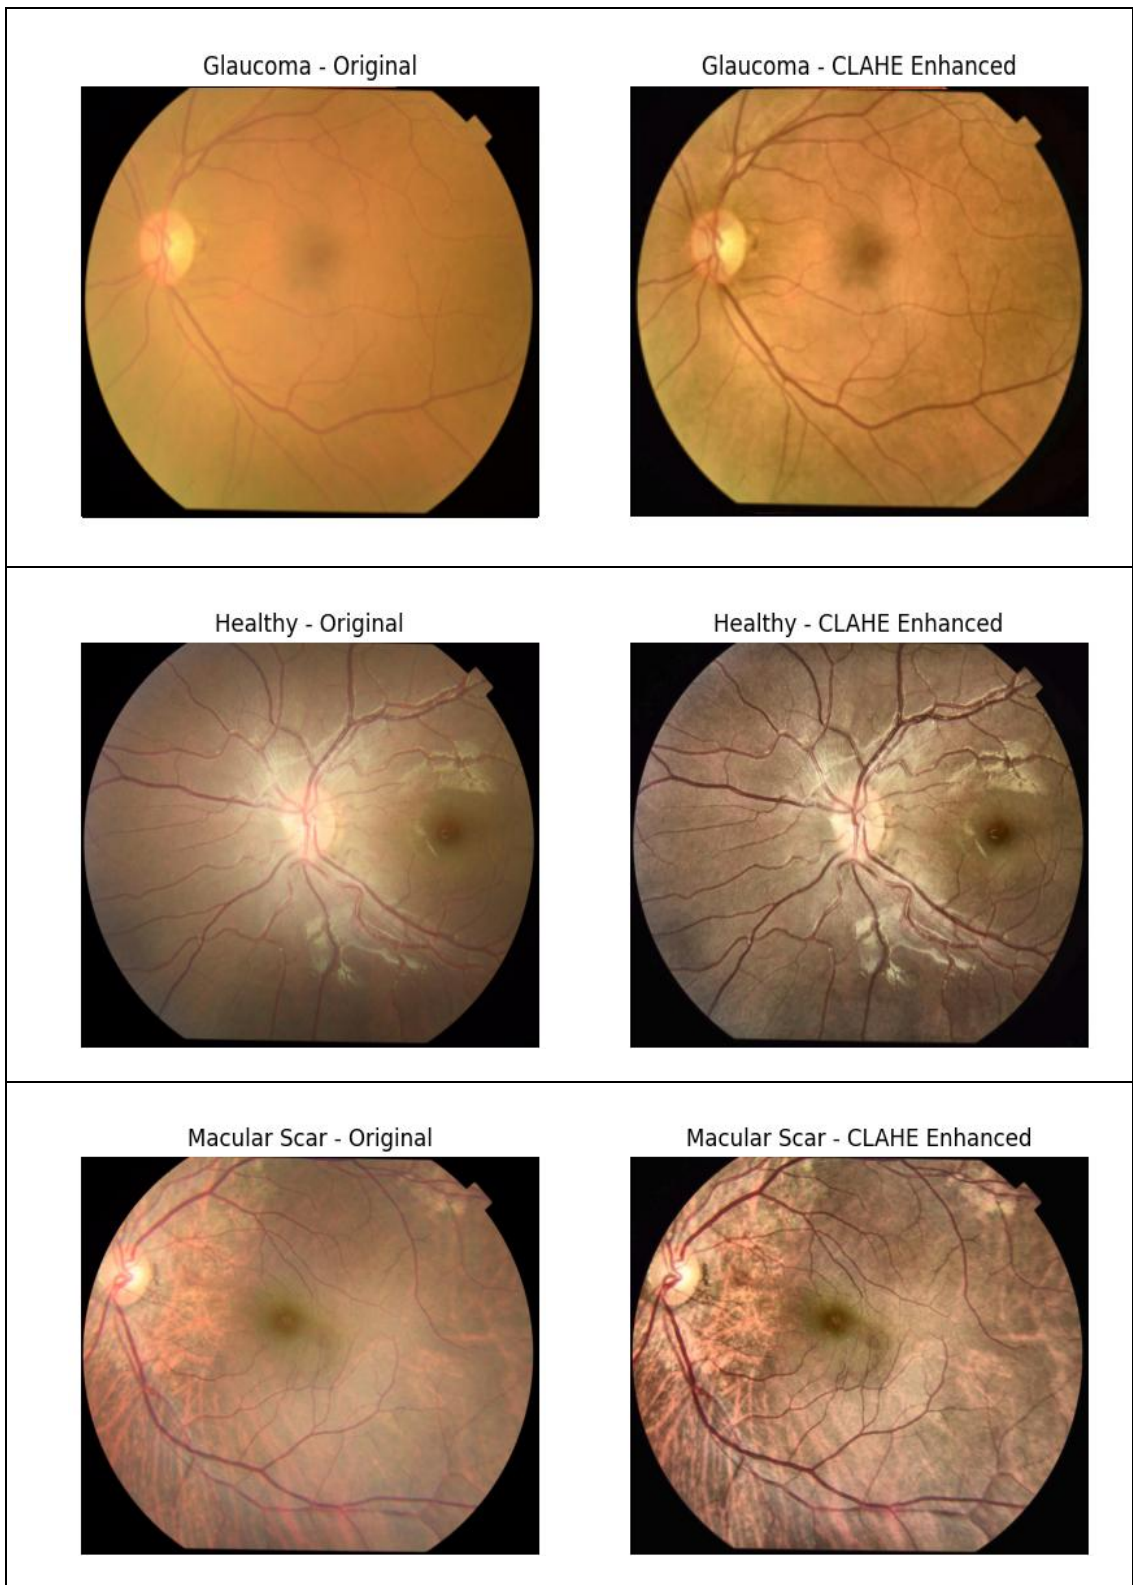 Glaucoma - Original
Glaucoma - CLAHE Enhanced
Healthy - Original
Healthy - CLAHE Enhanced
Macular Scar - Original
Macular Scar - CLAHE Enhanced